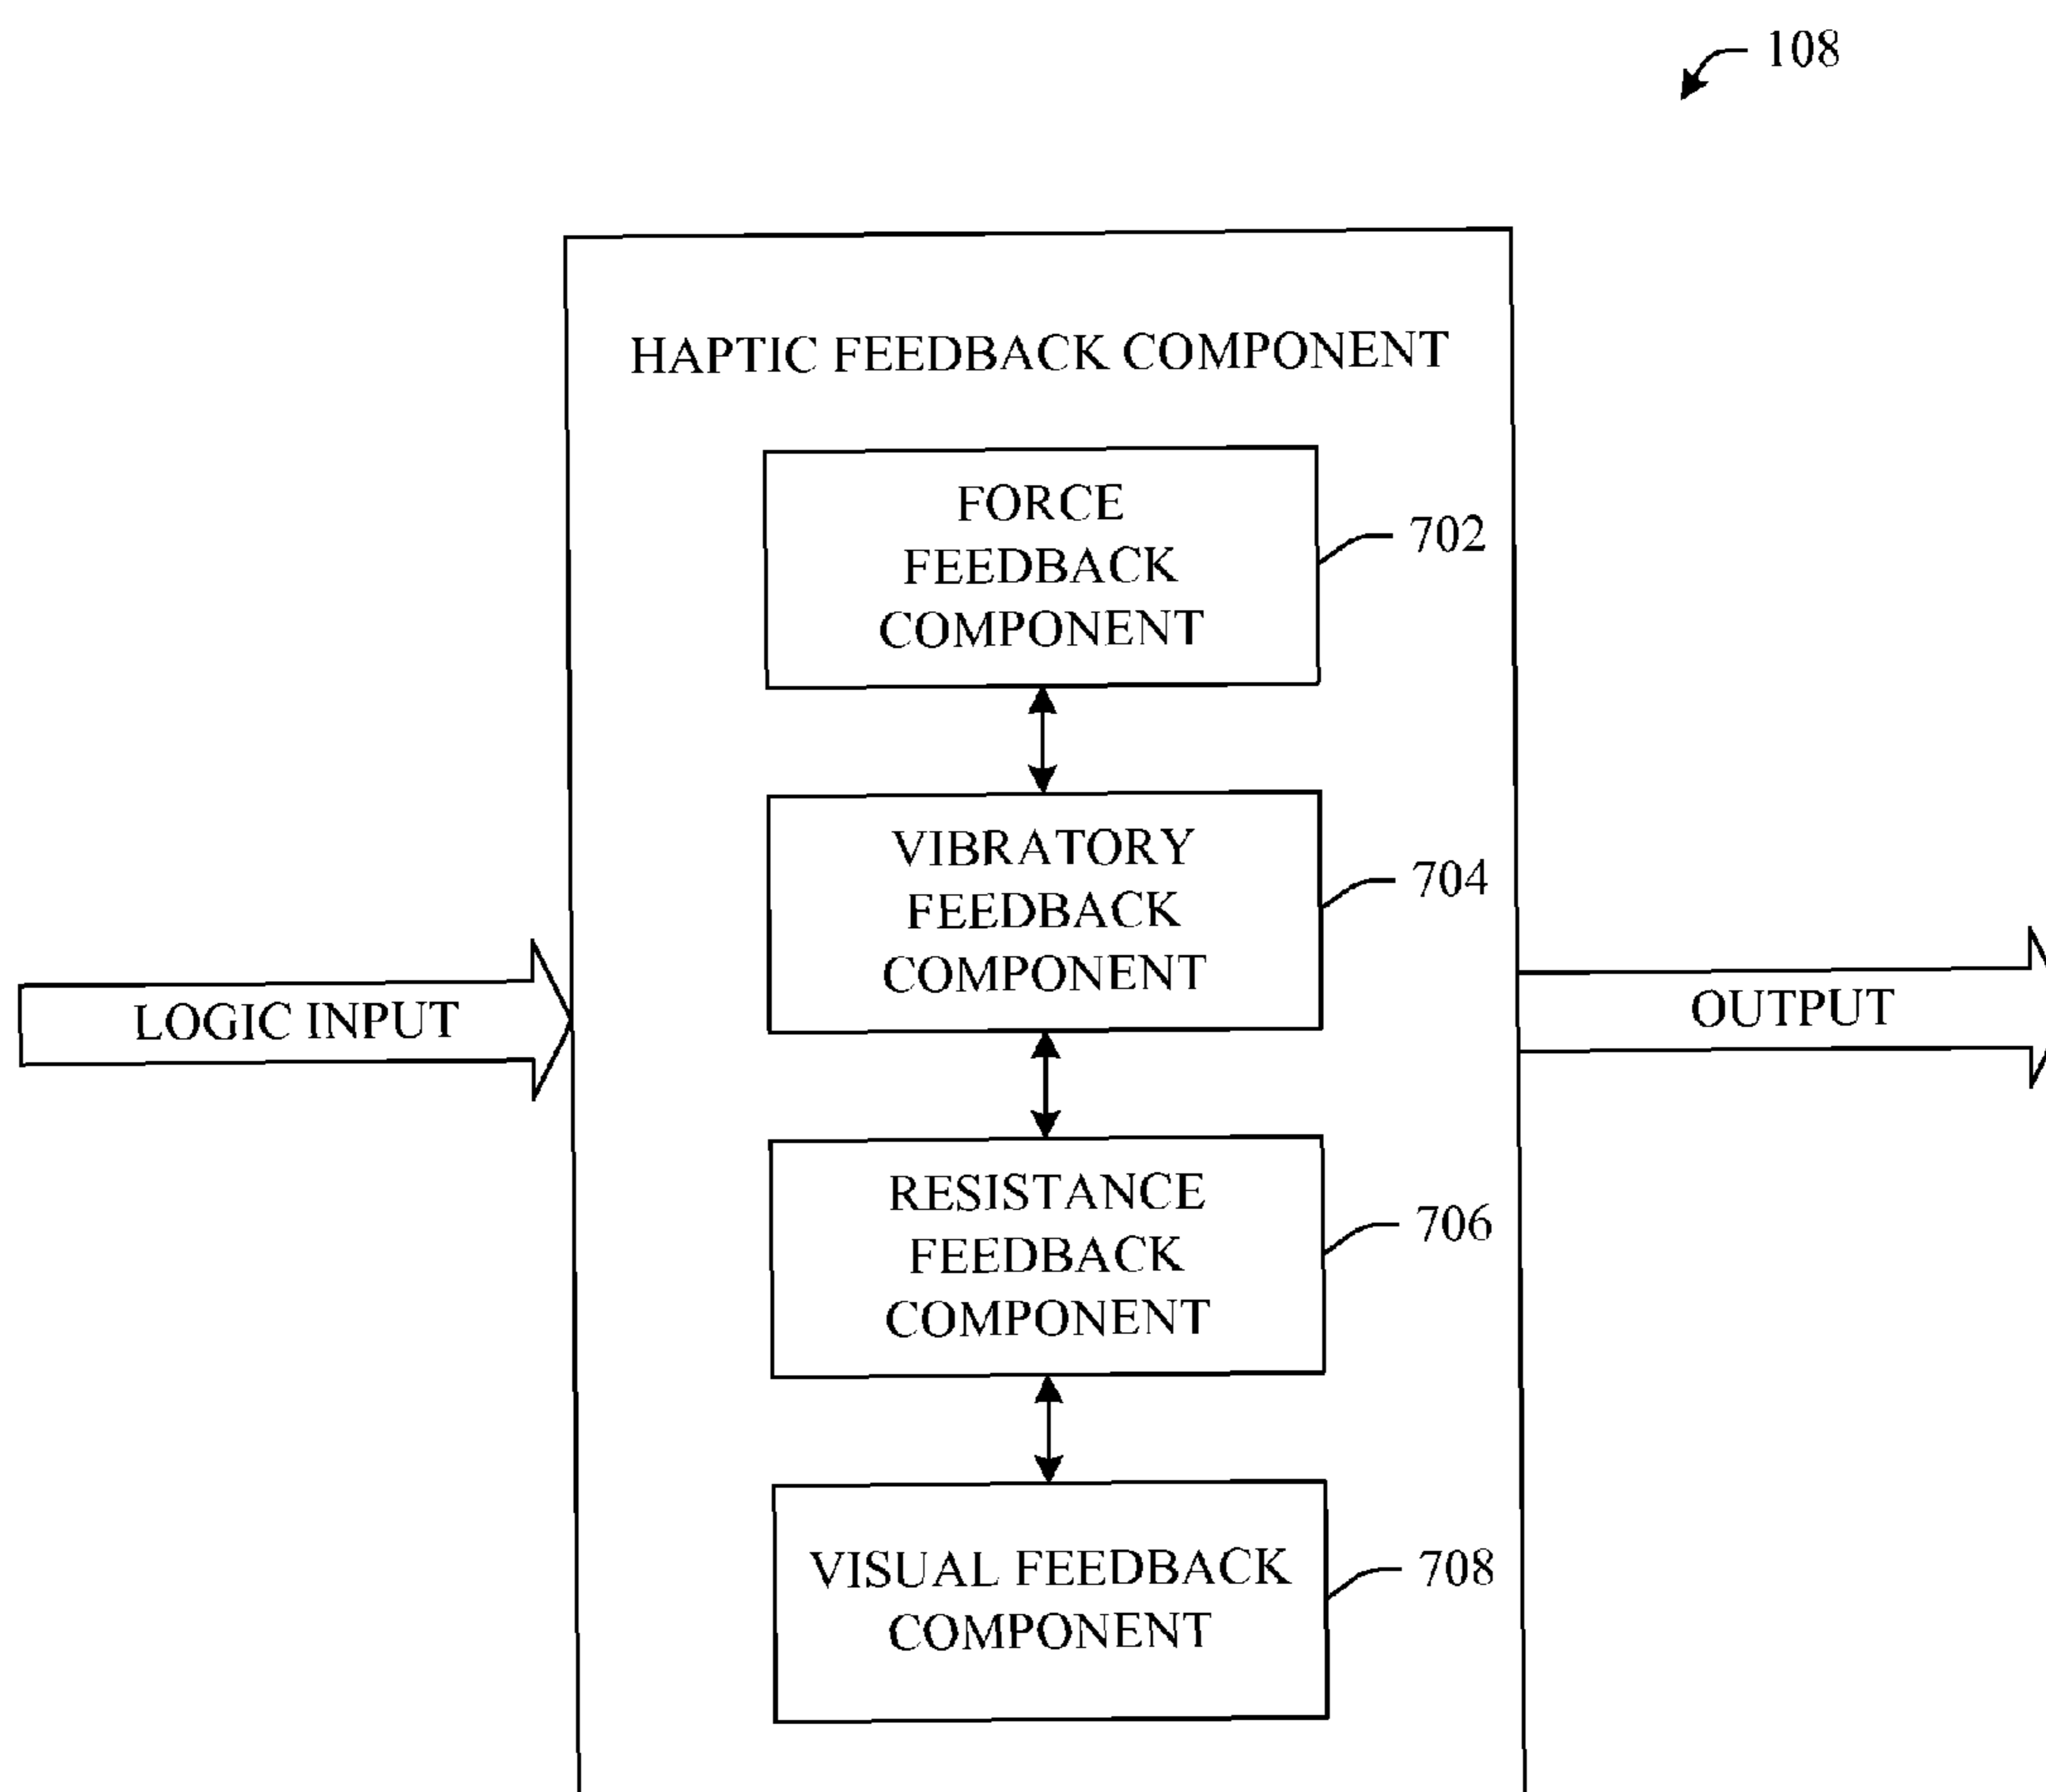 108
HAPTIC FEEDBACK COMPONENT
FORCE
FEEDBACK
COMPONENT
702
VIBRATORY
FEEDBACK
COMPONENT
704
LOGIC INPUT
OUTPUT
RESISTANCE
FEEDBACK
COMPONENT
706
VISUAL FEEDBACK
COMPONENT
708